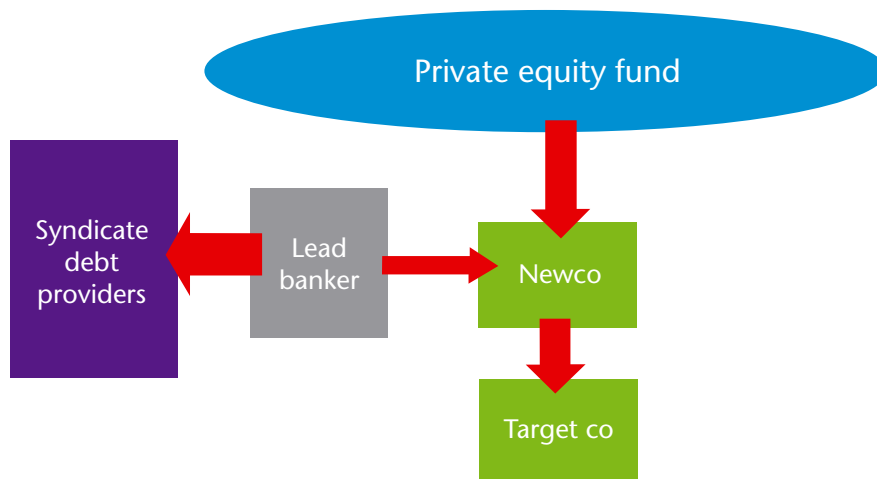 Private equity fund
Syndicate
debt
providers
Lead
banker
Newco
Target co